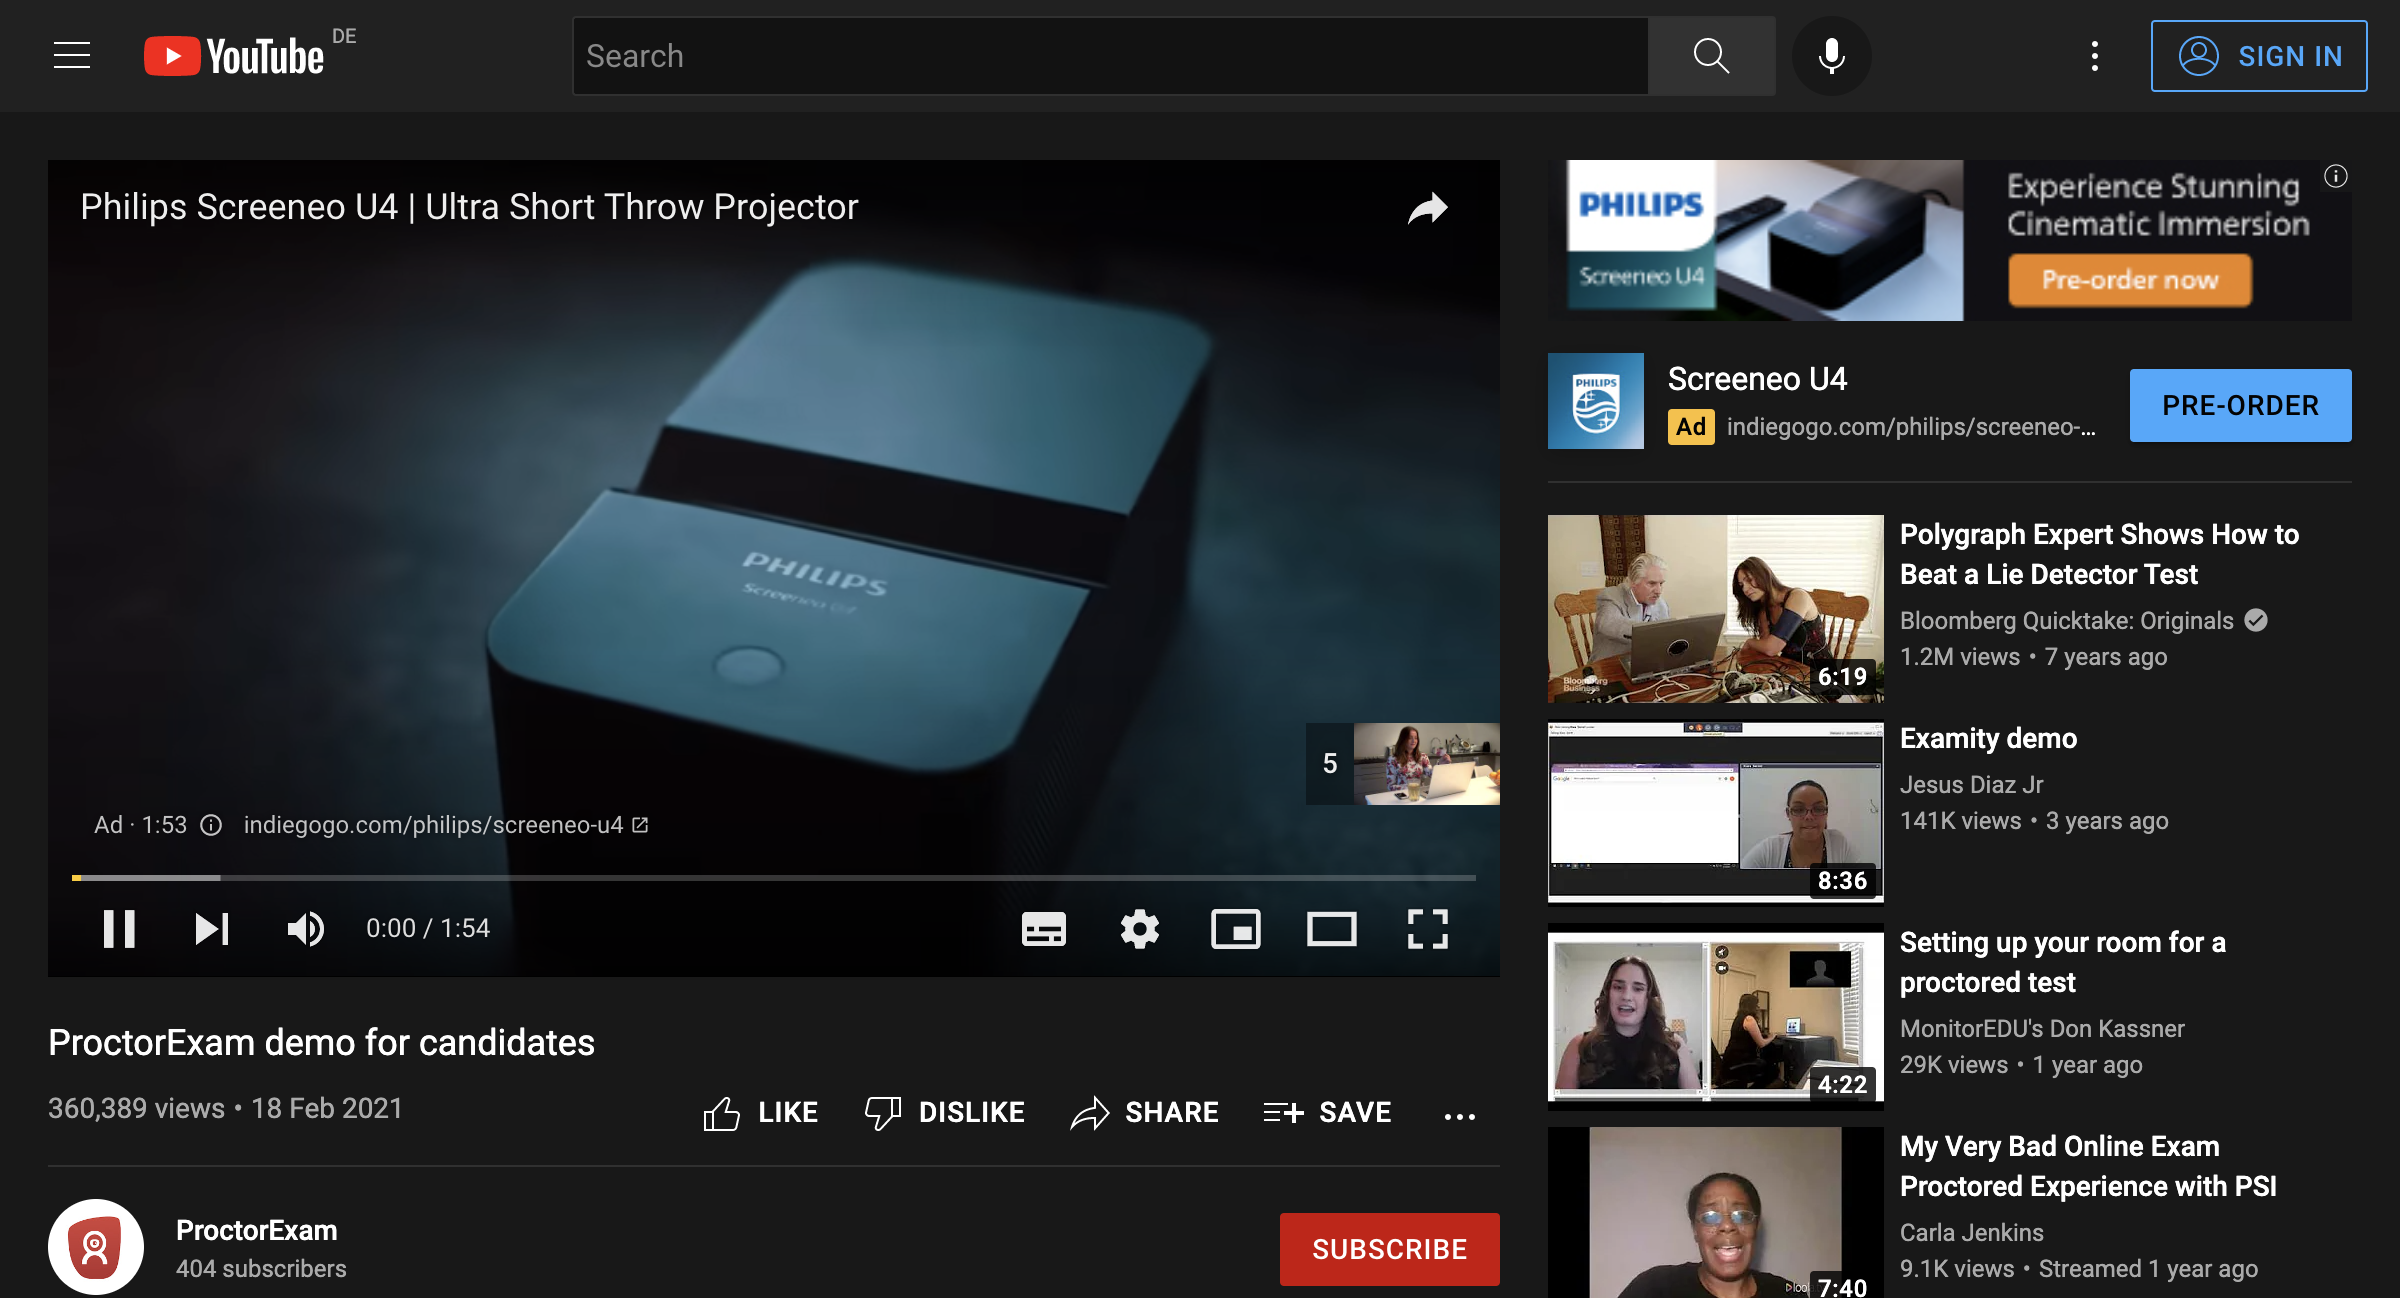 YouTube DE
Search
SIGN IN
Philips Screeneo U4 | Ultra Short Throw Projector
PHILIPS
Screeneo U4
5
Ad · 1:53
indiegogo.com/philips/screeneo-u4
0:00 / 1:54
ProctorExam demo for candidates
360,389 views • 18 Feb 2021
LIKE
DISLIKE
SHARE
SAVE
ProctorExam
404 subscribers
SUBSCRIBE
PHILIPS
Screeneo U4
Experience Stunning
Cinematic Immersion
Pre-order now
PHILIPS
Screeneo U4
Ad indiegogo.com/philips/screeneo-...
PRE-ORDER
Bloomberg
Business
6:19
Polygraph Expert Shows How to
Beat a Lie Detector Test
Bloomberg Quicktake: Originals
1.2M views • 7 years ago
Google
8:36
Examity demo
Jesus Diaz Jr
141K views • 3 years ago
4:22
Setting up your room for a
proctored test
MonitorEDU's Don Kassner
29K views • 1 year ago
7:40
My Very Bad Online Exam
Proctored Experience with PSI
Carla Jenkins
9.1K views • Streamed 1 year ago